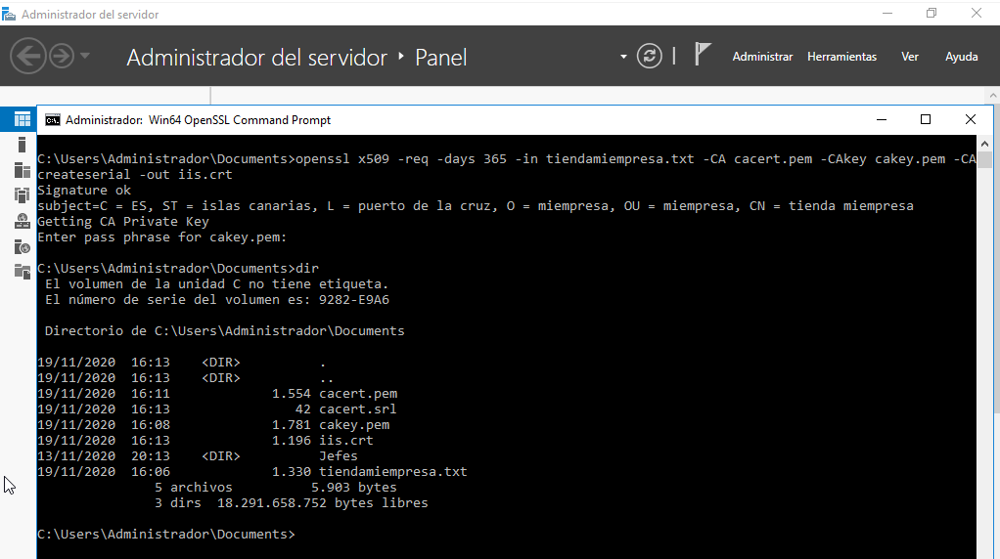 Administrador del servidor
Administrador del servidor ‣ Panel
Administrar Herramientas Ver Ayuda
Administrador: Win64 OpenSSL Command Prompt
C:\Users\Administrador\Documents>openssl x509 -req -days 365 -in tiendamiempresa.txt -CA cacert.pem -CAkey cakey.pem -CA
createserial -out iis.crt
Signature ok
subject=C = ES, ST = islas canarias, L = puerto de la cruz, O = miempresa, OU = miempresa, CN = tienda miempresa
Getting CA Private Key
Enter pass phrase for cakey.pem:
C:\Users\Administrador\Documents>dir
El volumen de la unidad C no tiene etiqueta.
El número de serie del volumen es: 9282-E9A6
Directorio de C:\Users\Administrador\Documents
19/11/2020 16:13 <DIR> .
19/11/2020 16:13 <DIR> ..
19/11/2020 16:11 1.554 cacert.pem
19/11/2020 16:13 42 cacert.srl
19/11/2020 16:08 1.781 cakey.pem
19/11/2020 16:13 1.196 iis.crt
13/11/2020 20:13 <DIR> Jefes
19/11/2020 16:06 1.330 tiendamiempresa.txt
5 archivos 5.903 bytes
3 dirs 18.291.658.752 bytes libres
C:\Users\Administrador\Documents>